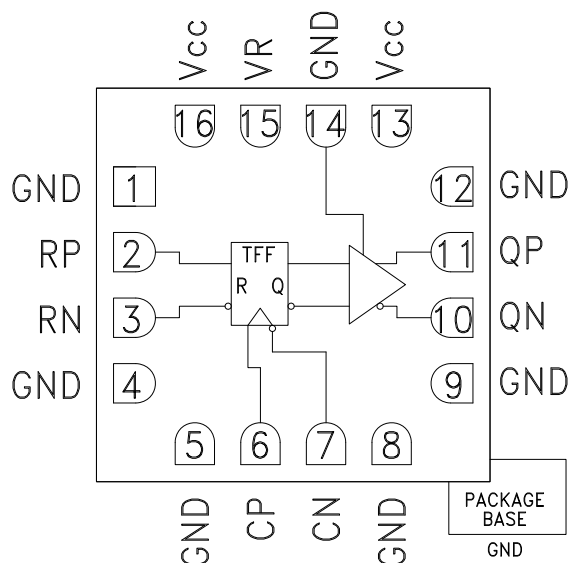 Vcc
VR
GND
Vcc
16
15
14
13
GND
1
12
GND
RP
2
TFF
11
QP
R
Q
RN
3
10
QN
GND
4
9
GND
5
6
7
8
GND
CP
CN
GND
PACKAGE
BASE
GND